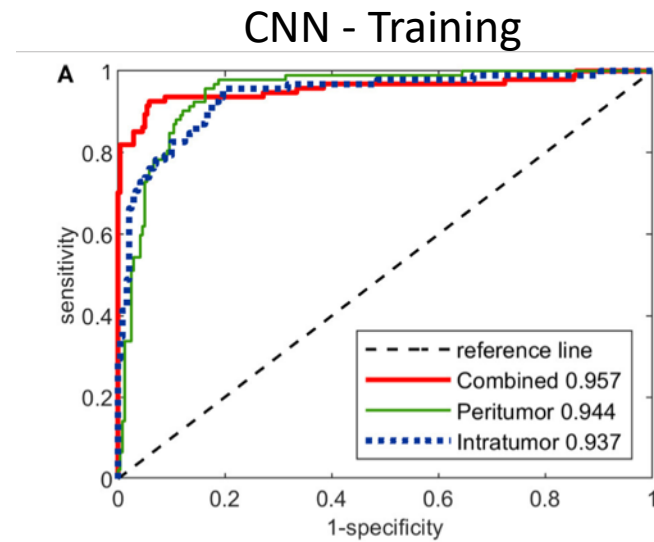 CNN - Training
A
1
0.8
0.6
0.4
0.2
0
sensitivity
reference line
Combined 0.957
Peritumor 0.944
Intratumor 0.937
0
0.2
0.4
0.6
0.8
1
1-specificity